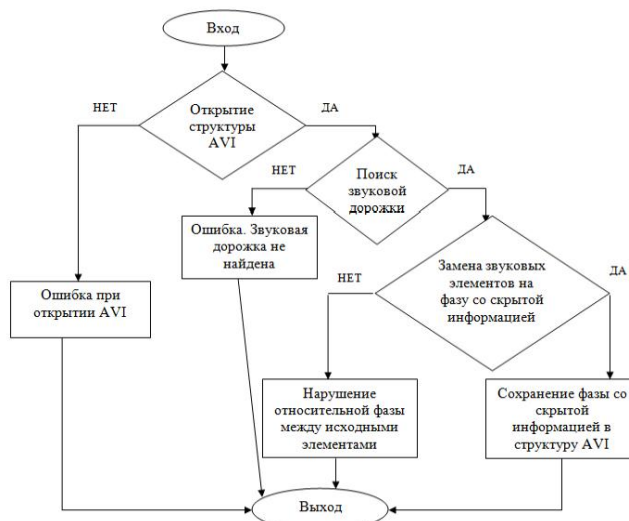 Вход
Открытие
структуры
AVI
НЕТ
ДА
Поиск
звуковой
дорожки
НЕТ
ДА
Ошибка. Звуковая
дорожка не
найдена
Замена звуковых
элементов на
фазу со скрытой
информацией
НЕТ
ДА
Ошибка при
открытии AVI
Нарушение
относительной фазы
между исходными
элементами
Сохранение фазы со
скрытой
информацией в
структуру AVI
Выход